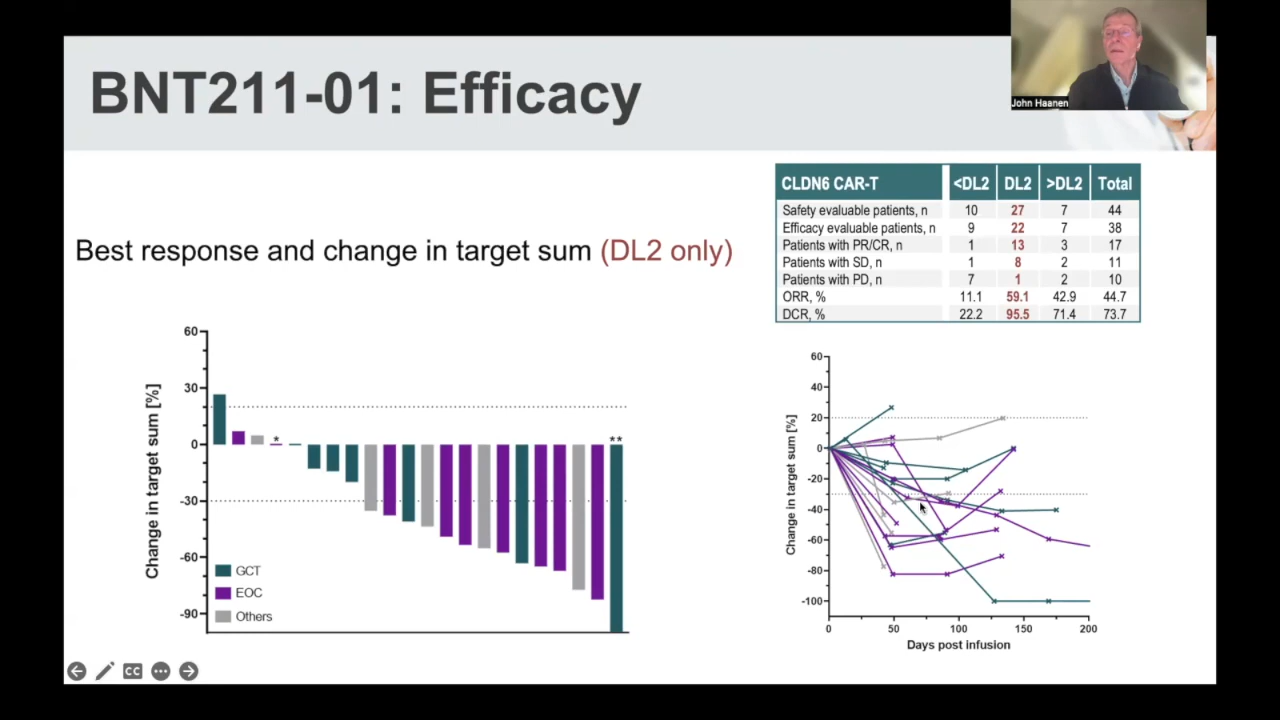 BNT211-01: Efficacy
John Haanen
Best response and change in target sum (DL2 only)
CLDN6 CAR-T <DL2 DL2 >DL2 Total
Safety evaluable patients, n 10 27 7 44
Efficacy evaluable patients, n 9 22 7 38
Patients with PR/CR, n 1 13 3 17
Patients with SD, n 1 8 2 11
Patients with PD, n 7 1 2 10
ORR, % 11.1 59.1 42.9 44.7
DCR, % 22.2 95.5 71.4 73.7
Change in target sum [%]
60
30
0
-30
-60
-90
*
**
GCT
EOC
Others
Change in target sum [%]
60
40
20
0
-20
-40
-60
-80
-100
0 50 100 150 200
Days post infusion
CC